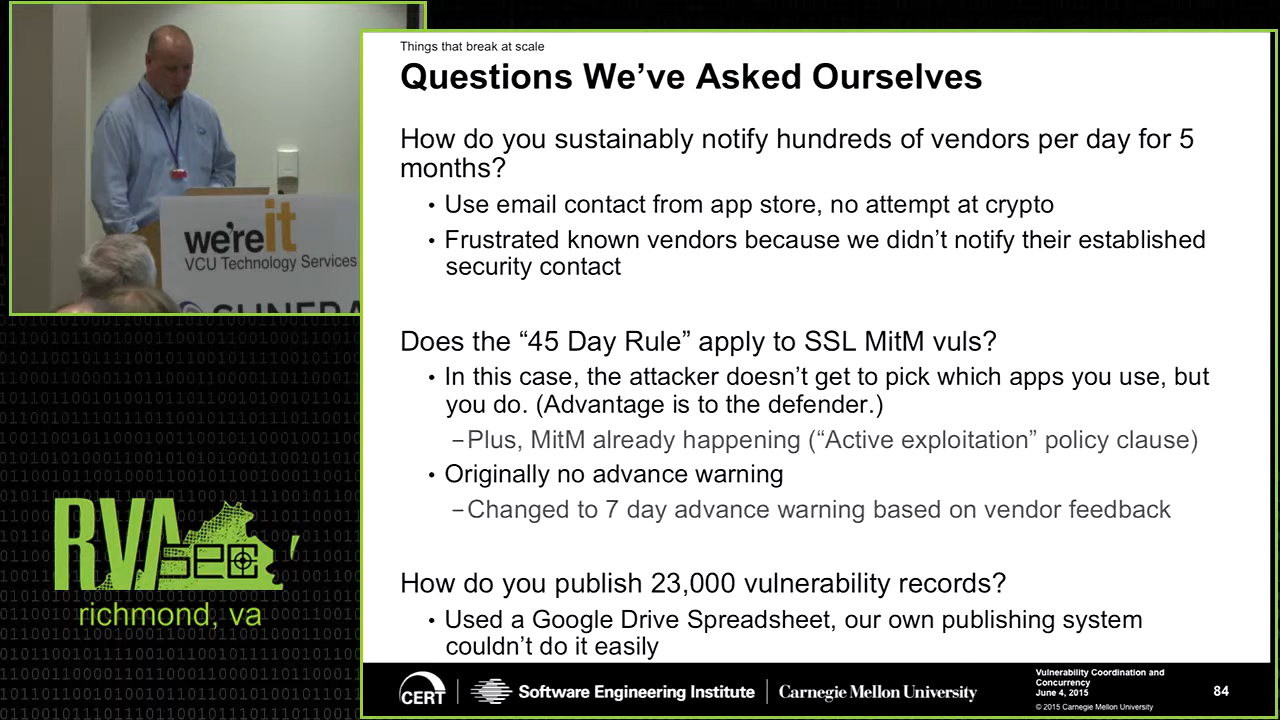 Things that break at scale
Questions We’ve Asked Ourselves
How do you sustainably notify hundreds of vendors per day for 5
months?
• Use email contact from app store, no attempt at crypto
• Frustrated known vendors because we didn’t notify their established
security contact
Does the “45 Day Rule” apply to SSL MitM vuls?
• In this case, the attacker doesn’t get to pick which apps you use, but
you do. (Advantage is to the defender.)
–Plus, MitM already happening (“Active exploitation” policy clause)
• Originally no advance warning
–Changed to 7 day advance warning based on vendor feedback
How do you publish 23,000 vulnerability records?
• Used a Google Drive Spreadsheet, our own publishing system
couldn’t do it easily
CERT
Software Engineering Institute
Carnegie Mellon University
Vulnerability Coordination and
Concurrency
June 4, 2015
© 2015 Carnegie Mellon University
84
we're it
VCU Technology Services
RVAsec
richmond, va